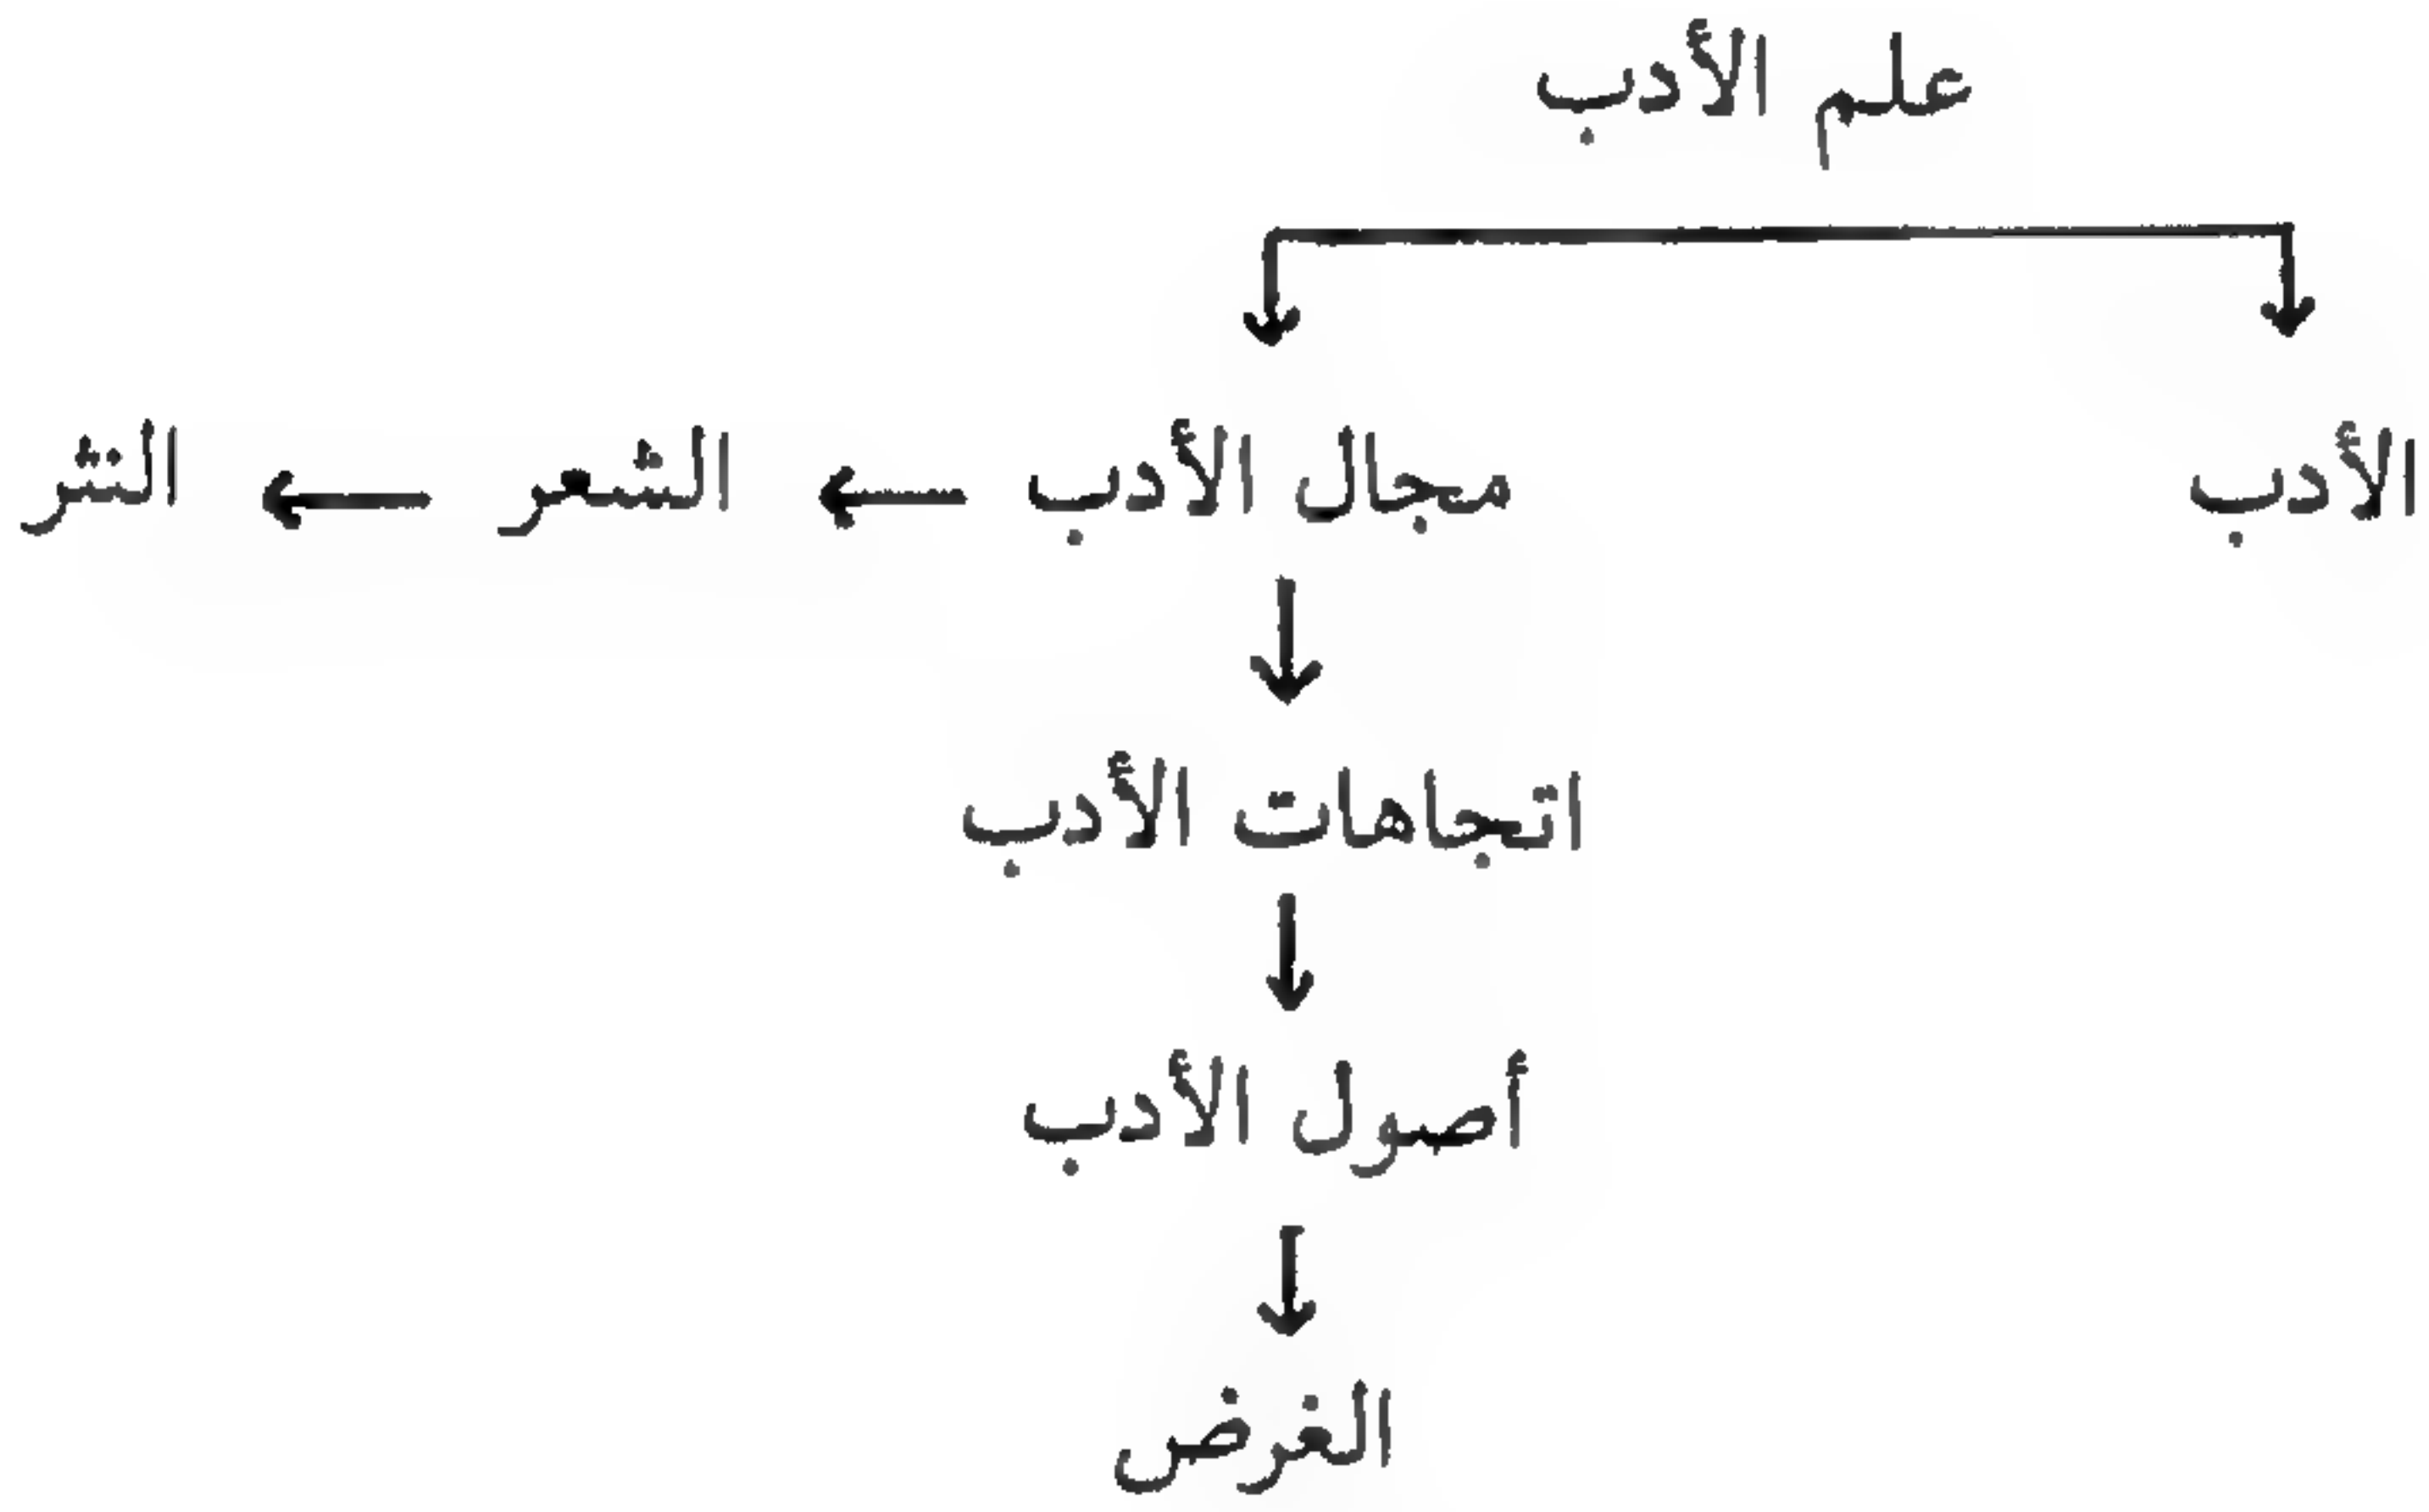 علم الأدب
الأدب
مجال الأدب
الشعر
النثر
اتجاهات الأدب
أصول الأدب
الغرض